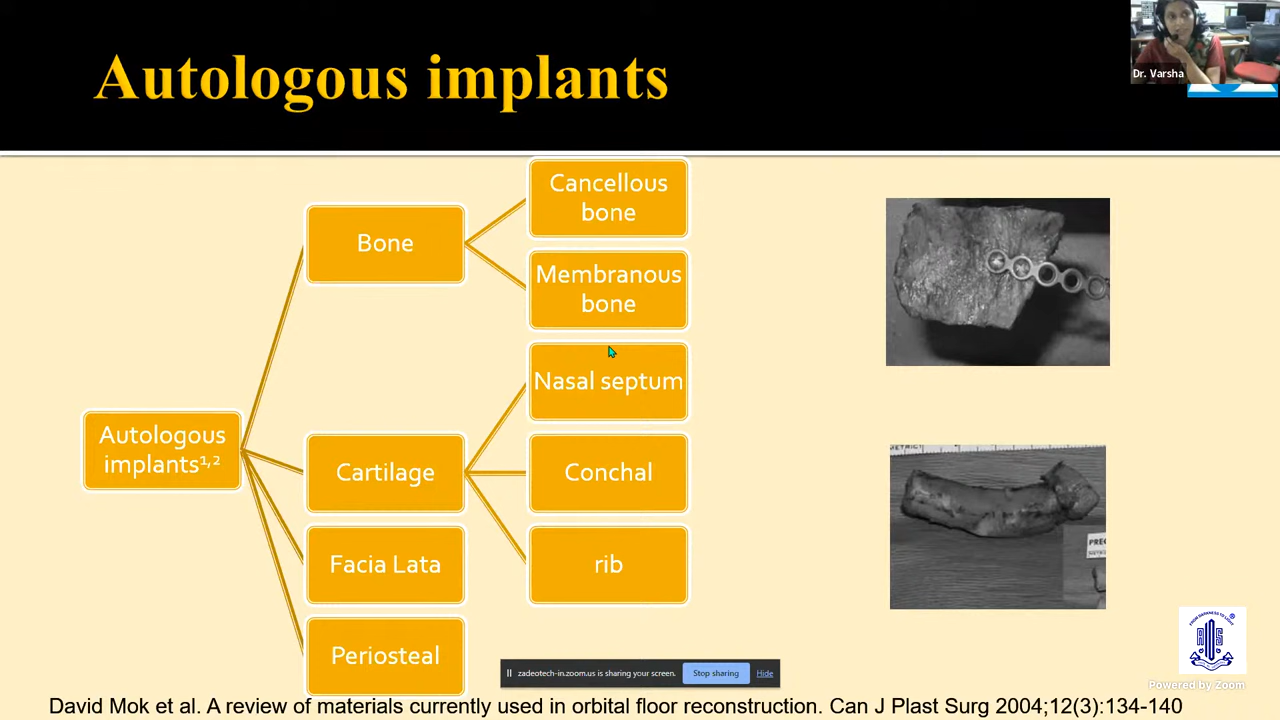 Autologous implants
Dr. Varsha
Cancellous
bone
Bone
Membranous
bone
Nasal septum
Autologous
implants¹,²
Cartilage
Conchal
Facia Lata
rib
Periosteal
zadeotech-in.zoom.us is sharing your screen.
Stop sharing
Hide
Powered by Zoom
David Mok et al. A review of materials currently used in orbital floor reconstruction. Can J Plast Surg 2004;12(3):134-140